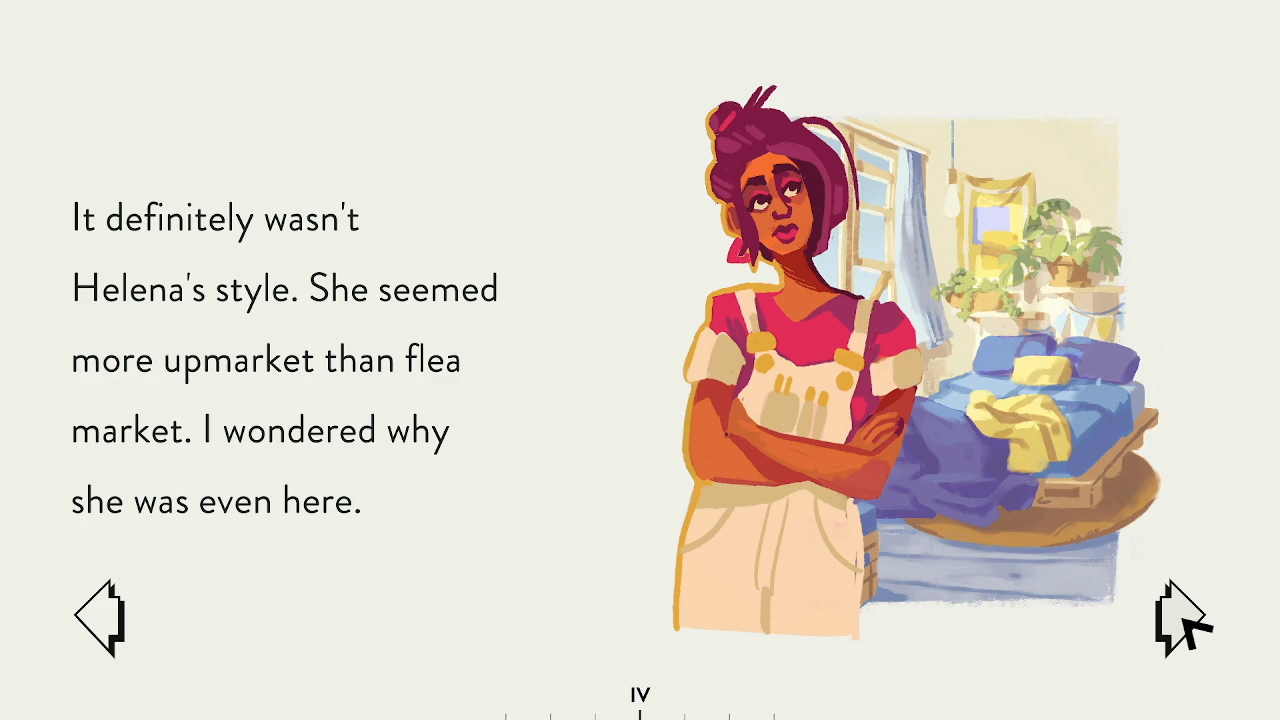 It definitely wasn't
Helena's style. She seemed
more upmarket than flea
market. I wondered why
she was even here.
IV